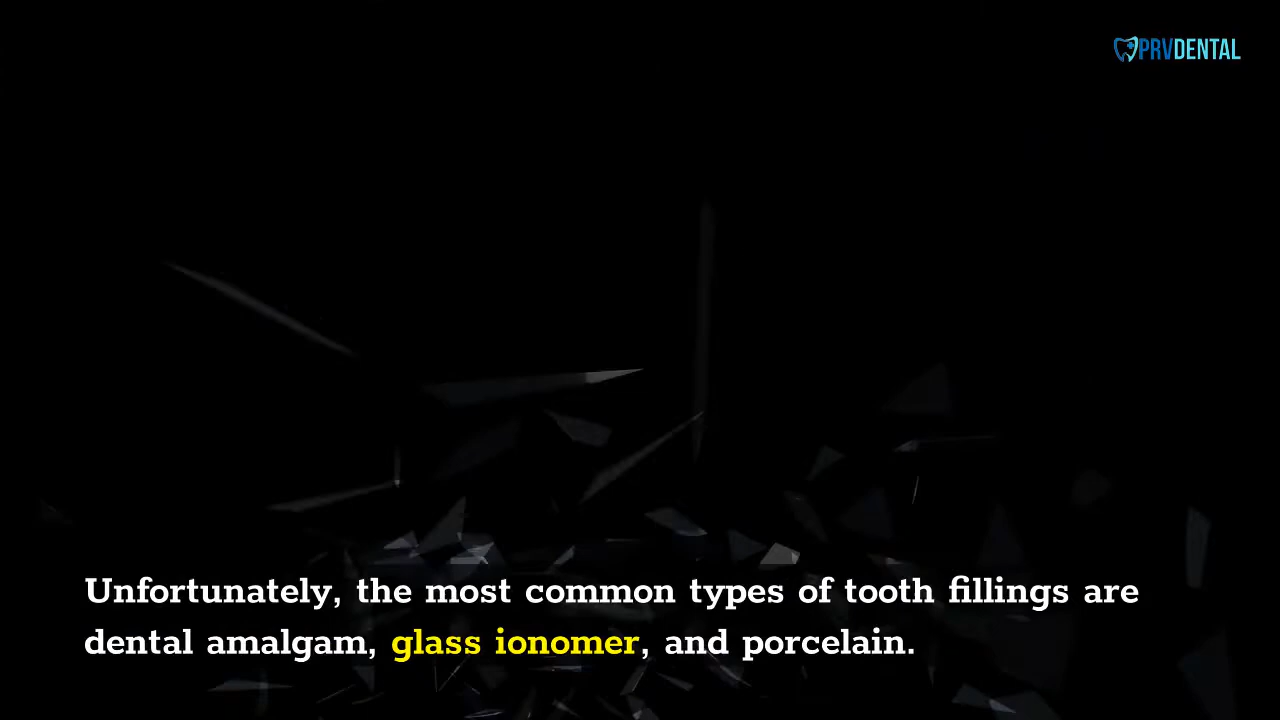 PRVDENTAL
Unfortunately, the most common types of tooth fillings are
dental amalgam, glass ionomer, and porcelain.